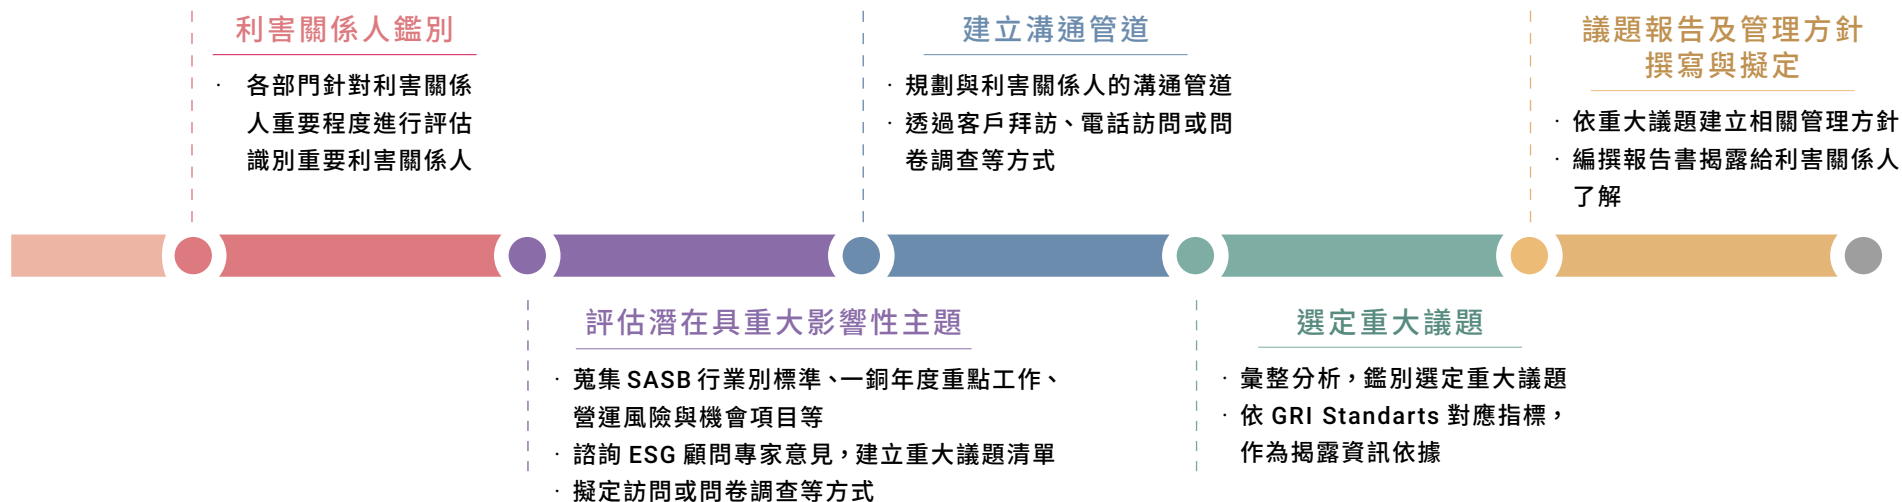 利害關係人鑑別
· 各部門針對利害關係
人重要程度進行評估
識別重要利害關係人
評估潛在具重大影響性主題
· 蒐集 SASB 行業別標準、一銅年度重點工作、
營運風險與機會項目等
· 諮詢 ESG 顧問專家意見，建立重大議題清單
· 擬定訪問或問卷調查等方式
建立溝通管道
· 規劃與利害關係人的溝通管道
· 透過客戶拜訪、電話訪問或問
卷調查等方式
選定重大議題
· 彙整分析，鑑別選定重大議題
· 依 GRI Standarts 對應指標，
作為揭露資訊依據
議題報告及管理方針
撰寫與擬定
· 依重大議題建立相關管理方針
· 編撰報告書揭露給利害關係人
了解